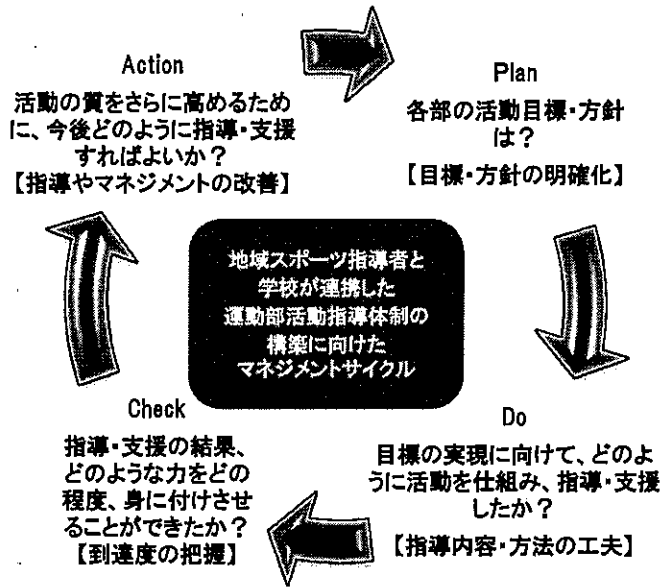 Action
活動の質をさらに高めるため
に、今後どのように指導・支援
すればよいか？
【指導やマネジメントの改善】
Plan
各部の活動目標・方針
は？
【目標・方針の明確化】
地域スポーツ指導者と
学校が連携した
運動部活動指導体制の
構築に向けた
マネジメントサイクル
Do
目標の実現に向けて、どのよ
うに活動を仕組み、指導・支援
したか？
【指導内容・方法の工夫】
Check
指導・支援の結果、
どのような力をどの
程度、身に付けさせ
ることができたか？
【到達度の把握】